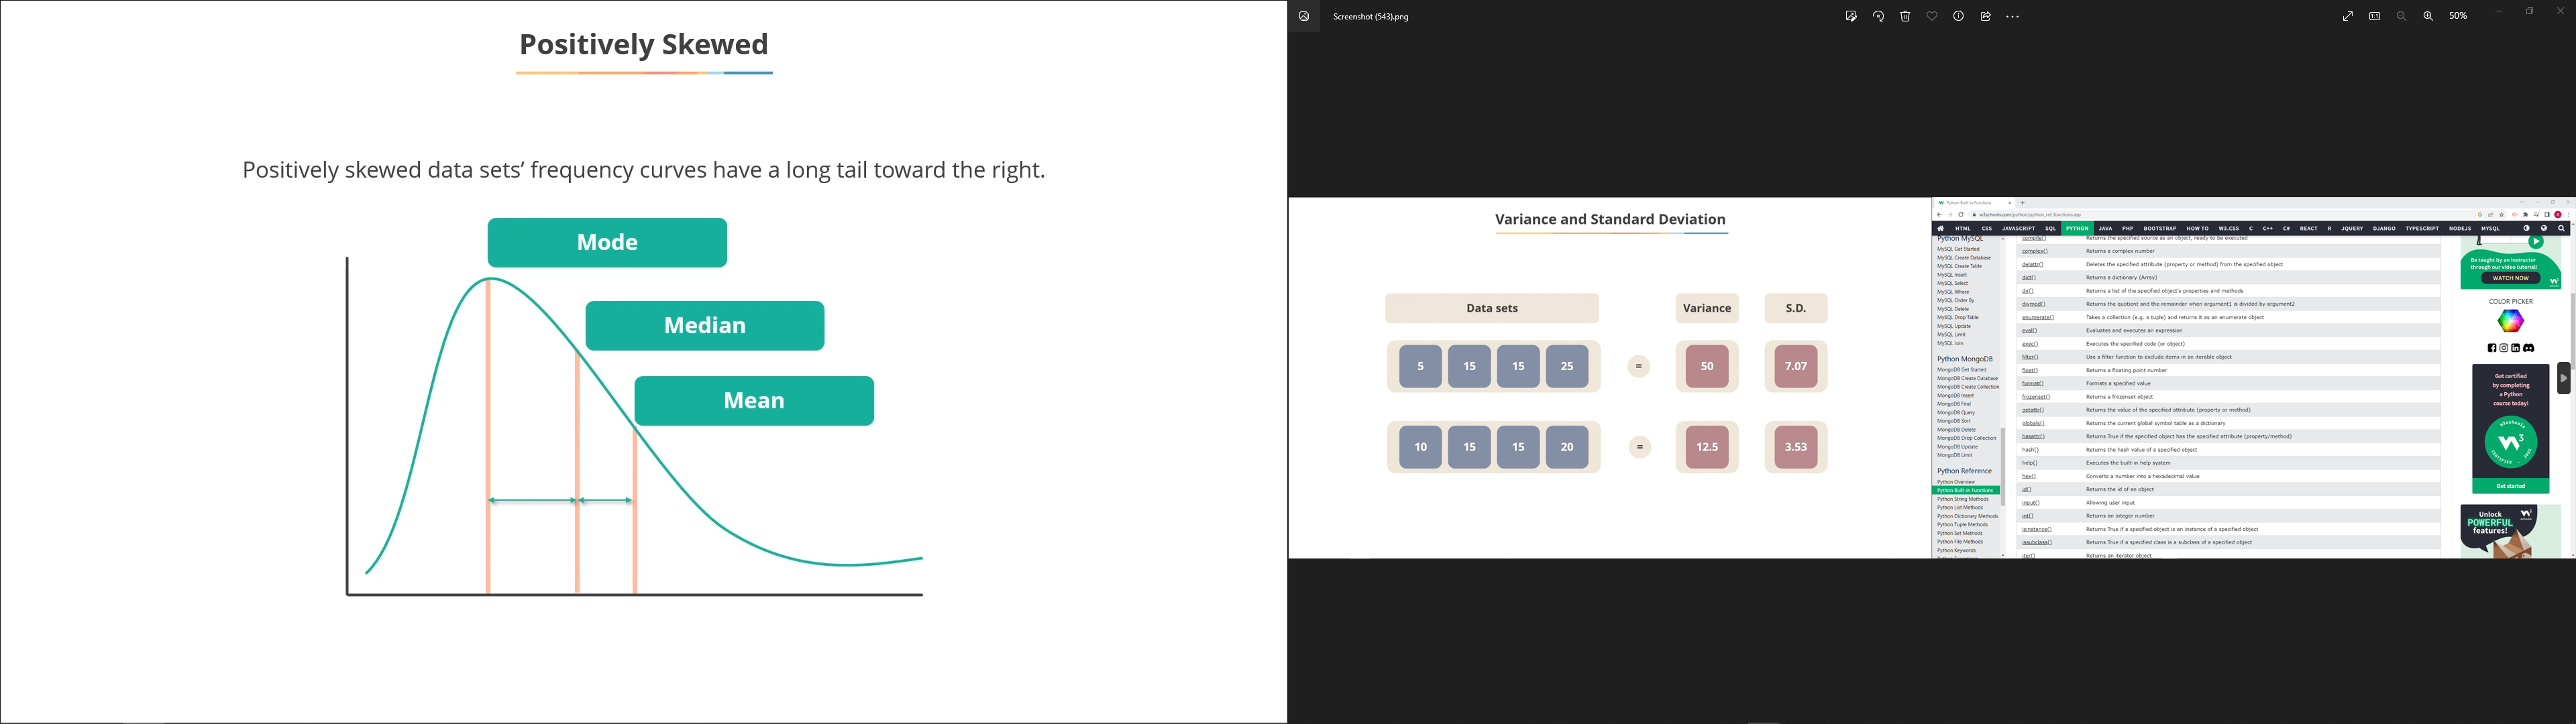 Positively Skewed
Positively skewed data sets’ frequency curves have a long tail toward the right.
Mode
Median
Mean
Screenshot (543).png
50%
Variance and Standard Deviation
Data sets Variance S.D.
5 15 15 25 = 50 7.07
10 15 15 20 = 12.5 3.53
Python Built-in Functions
w3schools.com/python/python_ref_functions.asp
HTML CSS JAVASCRIPT SQL PYTHON JAVA PHP BOOTSTRAP HOW TO W3.CSS C C++ C# REACT R JQUERY DJANGO TYPESCRIPT NODEJS MYSQL
Python MySQL
MySQL Get Started
MySQL Create Database
MySQL Create Table
MySQL Insert
MySQL Select
MySQL Where
MySQL Order By
MySQL Delete
MySQL Drop Table
MySQL Update
MySQL Limit
MySQL Join
Python MongoDB
MongoDB Get Started
MongoDB Create Database
MongoDB Create Collection
MongoDB Insert
MongoDB Find
MongoDB Query
MongoDB Sort
MongoDB Delete
MongoDB Drop Collection
MongoDB Update
MongoDB Limit
Python Reference
Python Overview
Python Built-in Functions
Python String Methods
Python List Methods
Python Dictionary Methods
Python Tuple Methods
Python Set Methods
Python File Methods
Python Keywords
compile() Returns the specified source as an object, ready to be executed
complex() Returns a complex number
delattr() Deletes the specified attribute (property or method) from the specified object
dict() Returns a dictionary (Array)
dir() Returns a list of the specified object's properties and methods
divmod() Returns the quotient and the remainder when argument1 is divided by argument2
enumerate() Takes a collection (e.g. a tuple) and returns it as an enumerate object
eval() Evaluates and executes an expression
exec() Executes the specified code (or object)
filter() Use a filter function to exclude items in an iterable object
float() Returns a floating point number
format() Formats a specified value
frozenset() Returns a frozenset object
getattr() Returns the value of the specified attribute (property or method)
globals() Returns the current global symbol table as a dictionary
hasattr() Returns True if the specified object has the specified attribute (property/method)
hash() Returns the hash value of a specified object
help() Executes the built-in help system
hex() Converts a number into a hexadecimal value
id() Returns the id of an object
input() Allowing user input
int() Returns an integer number
isinstance() Returns True if a specified object is an instance of a specified object
issubclass() Returns True if a specified class is a subclass of a specified object
iter() Returns an iterator object
Be taught by an instructor
through our video tutorial!
WATCH NOW
COLOR PICKER
Get certified
by completing
a Python
course today!
Get started
Unlock
POWERFUL
features!